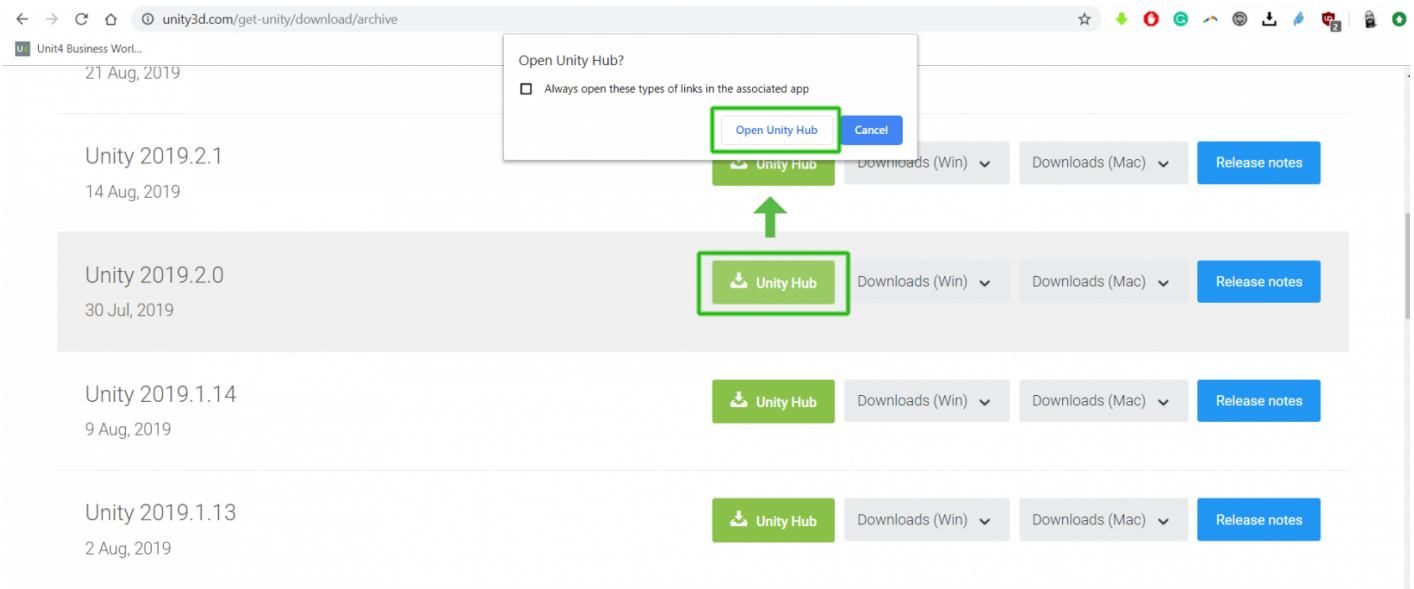 unity3d.com/get-unity/download/archive
U4 Unit4 Business Worl...
2
Open Unity Hub?
Always open these types of links in the associated app
Open Unity Hub Cancel
21 Aug, 2019
Unity 2019.2.1 Unity Hub Downloads (Win) Downloads (Mac) Release notes
14 Aug, 2019
Unity 2019.2.0 Unity Hub Downloads (Win) Downloads (Mac) Release notes
30 Jul, 2019
Unity 2019.1.14 Unity Hub Downloads (Win) Downloads (Mac) Release notes
9 Aug, 2019
Unity 2019.1.13 Unity Hub Downloads (Win) Downloads (Mac) Release notes
2 Aug, 2019